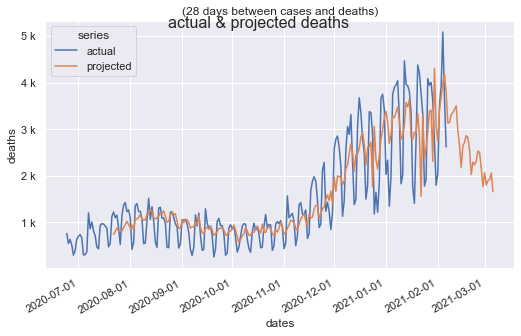 (28 days between cases and deaths)
actual & projected deaths
series
actual
projected
5 k
4 k
3 k
2 k
1 k
deaths
2020-07-01
2020-08-01
2020-09-01
2020-10-01
2020-11-01
2020-12-01
2021-01-01
2021-02-01
2021-03-01
dates